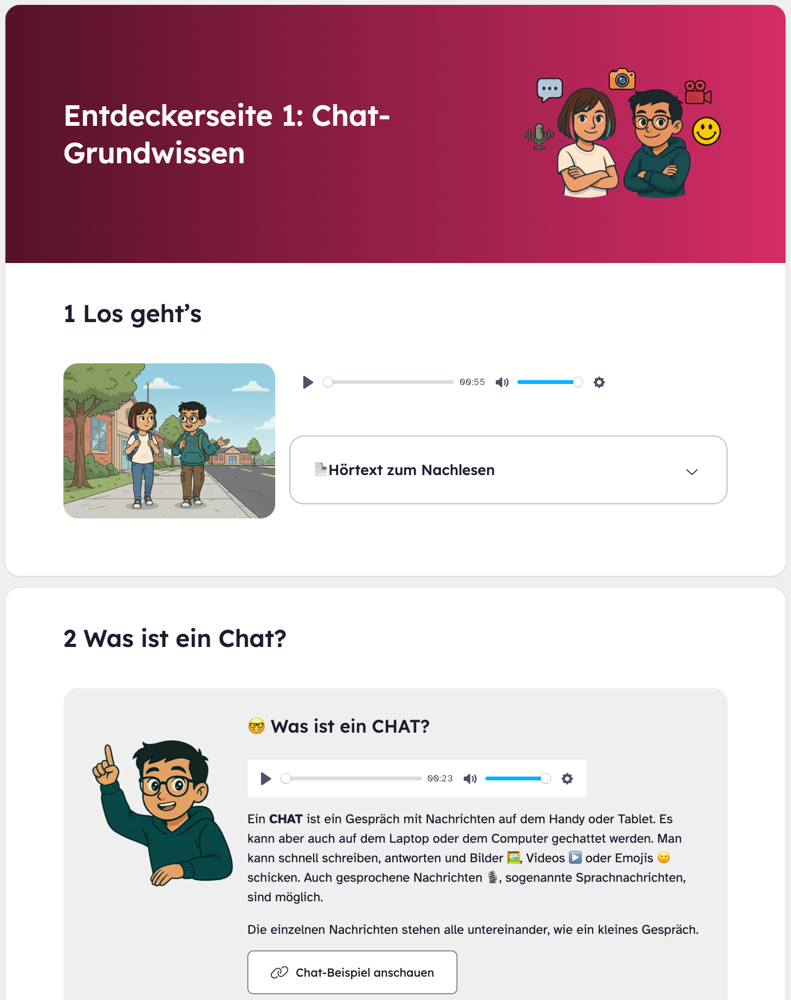 Entdeckerseite 1: Chat-
Grundwissen
1 Los geht’s
00:55
Hörtext zum Nachlesen
2 Was ist ein Chat?
🤓 Was ist ein CHAT?
00:23
Ein CHAT ist ein Gespräch mit Nachrichten auf dem Handy oder Tablet. Es
kann aber auch auf dem Laptop oder dem Computer gechattet werden. Man
kann schnell schreiben, antworten und Bilder 🖼️, Videos ▶️ oder Emojis 🙂
schicken. Auch gesprochene Nachrichten 🎙️, sogenannte Sprachnachrichten,
sind möglich.
Die einzelnen Nachrichten stehen alle untereinander, wie ein kleines Gespräch.
Chat-Beispiel anschauen